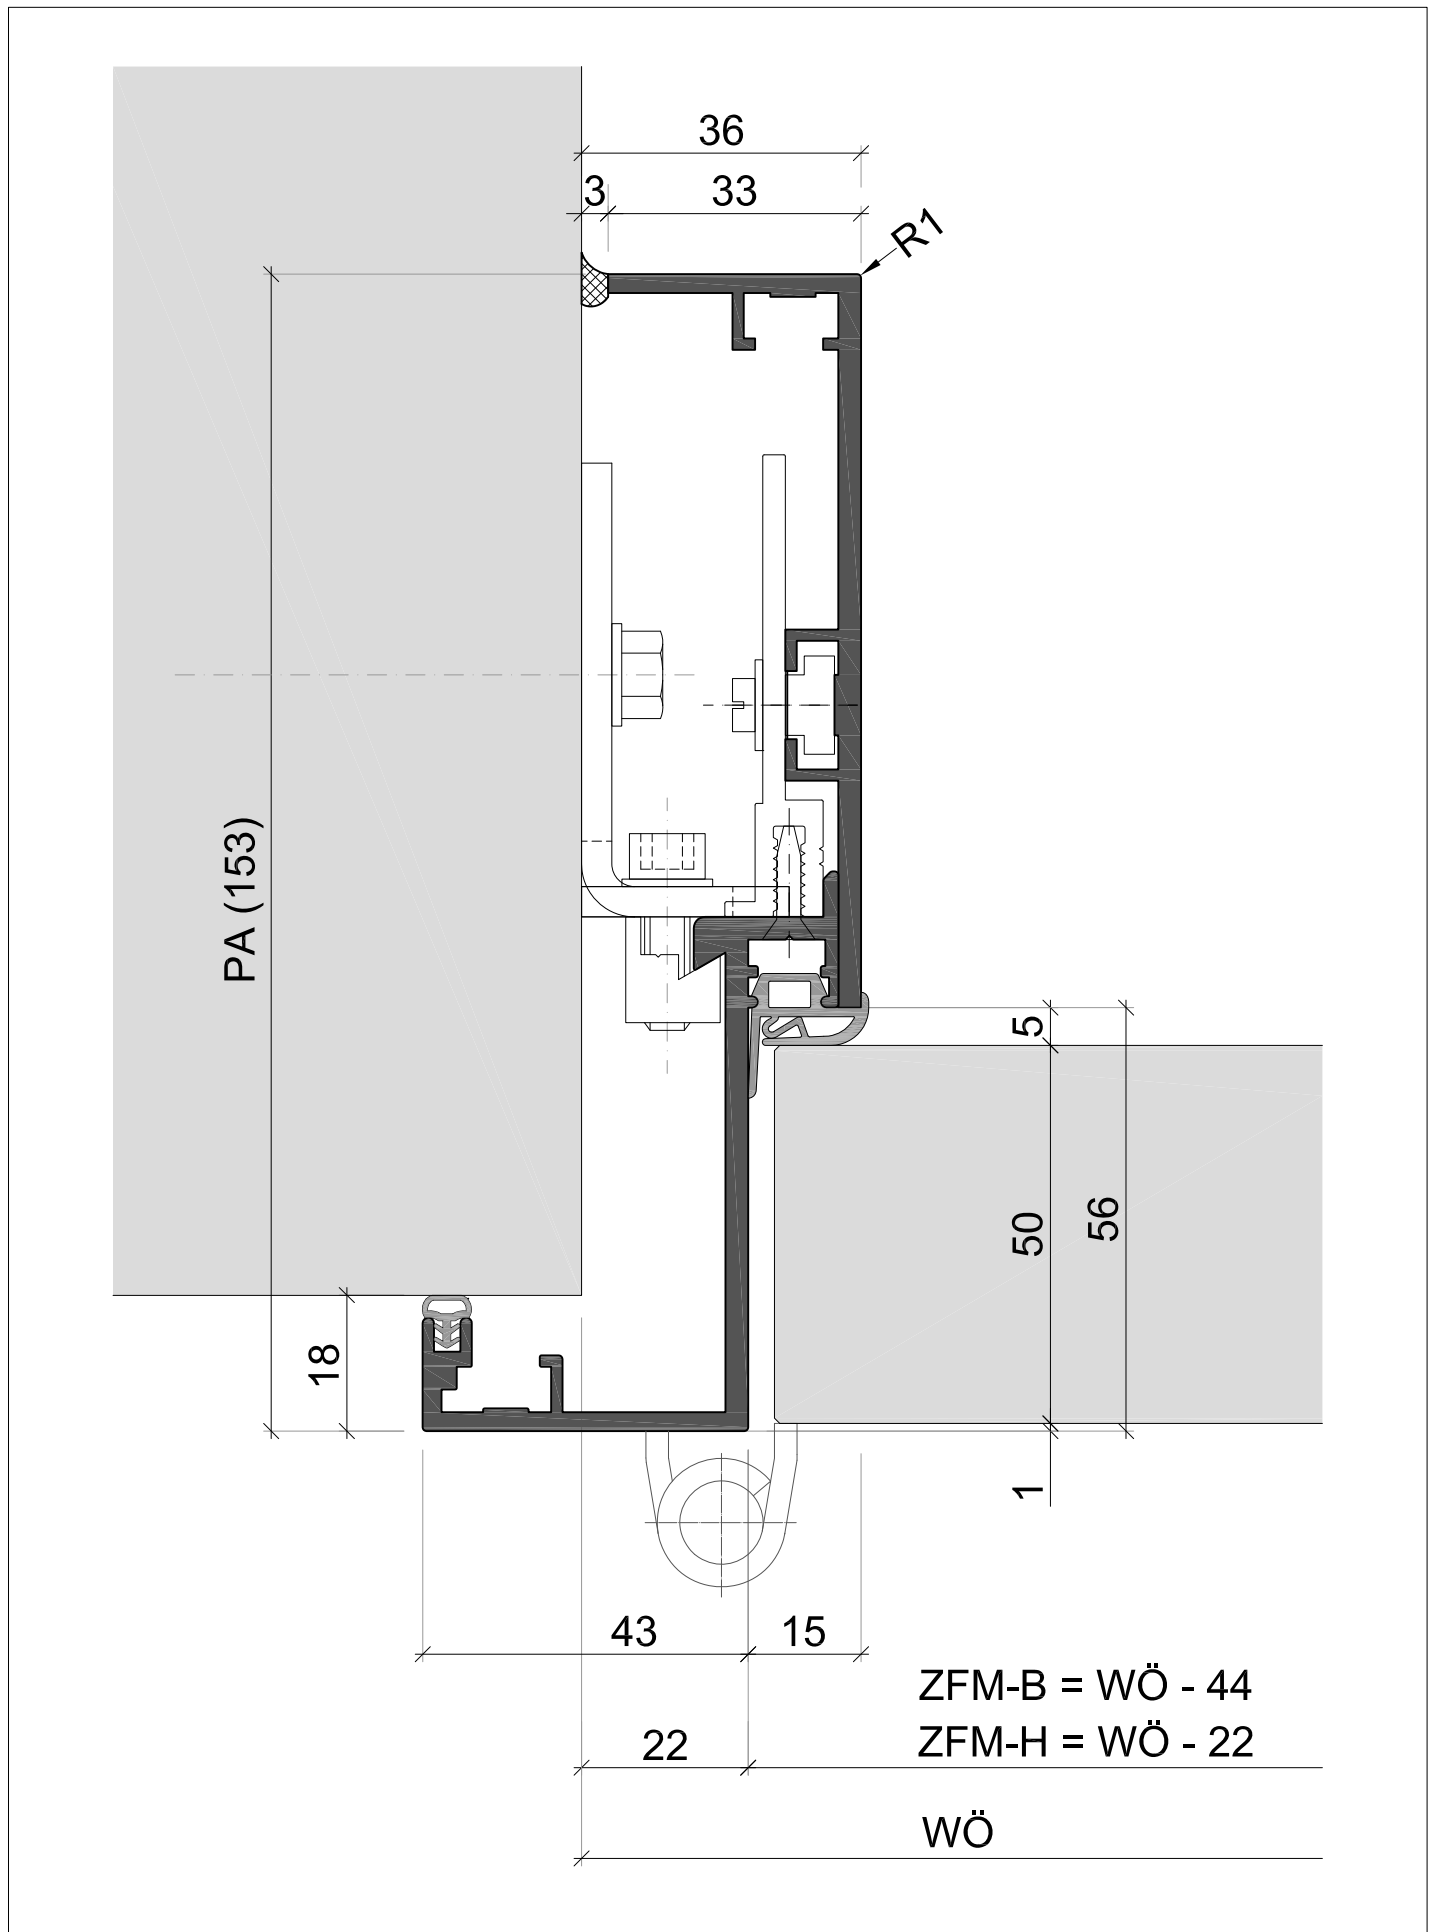 36
3 33
R1
PA (153)
5
50
56
18
1
43 15
ZFM-B = WÖ - 44
22
ZFM-H = WÖ - 22
WÖ